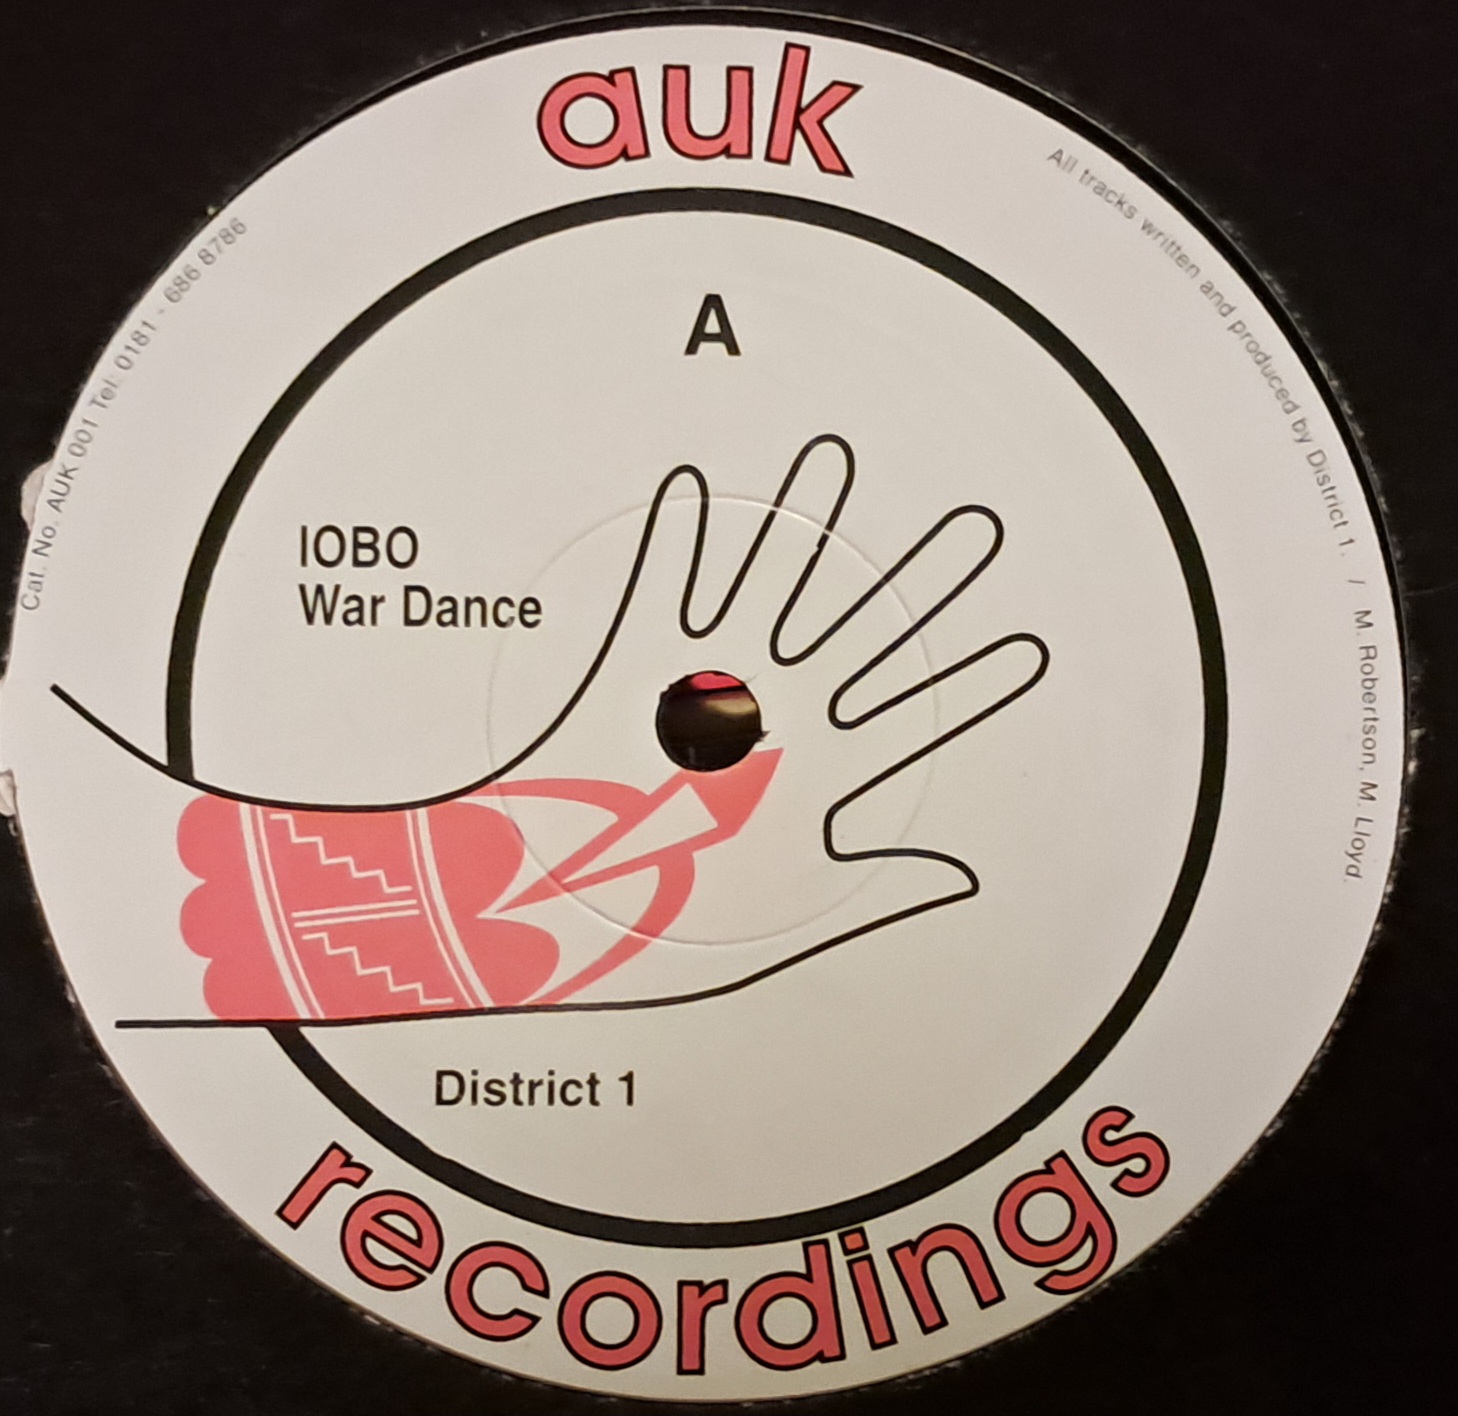 auk
All tracks written and produced by District 1. / M. Robertson, M. Lloyd.
Cat. No. AUK 001 Tel: 0181 - 686 8786
A
IOBO
War Dance
District 1
recordings